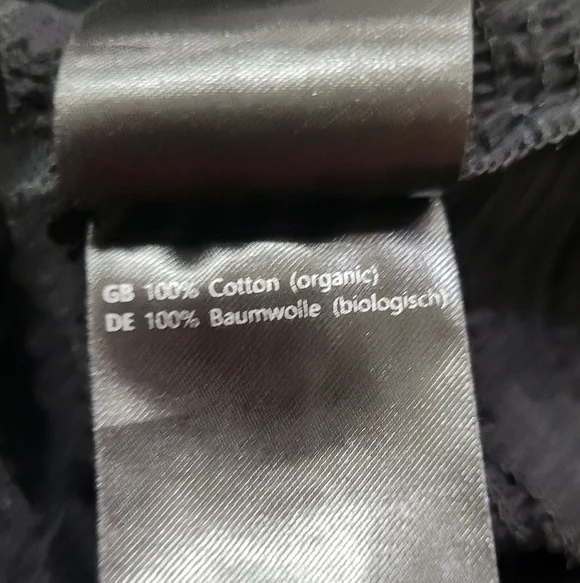 GB 100% Cotton (organic)
DE 100% Baumwolle (biologisch)